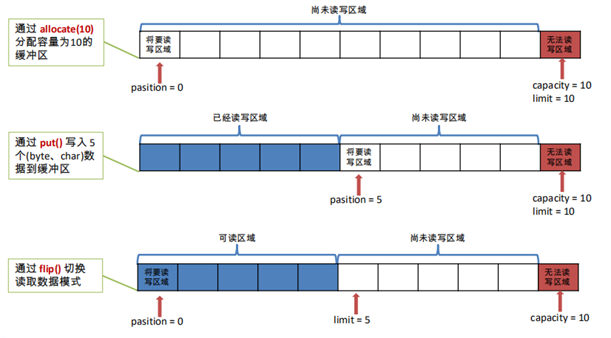 尚未读写区域
通过 allocate(10)
分配容量为10的
缓冲区
将要读
写区域
无法读
写区域
pasition = 0
capacity = 10
limit = 10
已经读写区域
尚未读写区域
通过 put() 写入 5
个(byte、char)数
据到缓冲区
将要读
写区域
无法读
写区域
pasition = 5
capacity = 10
limit = 10
可读区域
尚未读写区域
通过 flip() 切换
读取数据模式
将要读
写区域
无法读
写区域
pasition = 0
limit = 5
capacity = 10